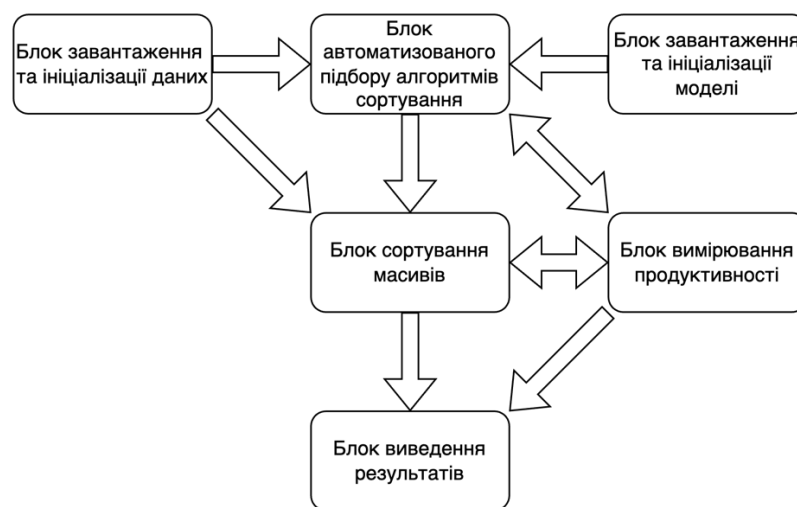 Блок завантаження
та ініціалізації даних
Блок
автоматизованого
підбору алгоритмів
сортування
Блок завантаження
та ініціалізації
моделі
Блок сортування
масивів
Блок вимірювання
продуктивності
Блок виведення
результатів